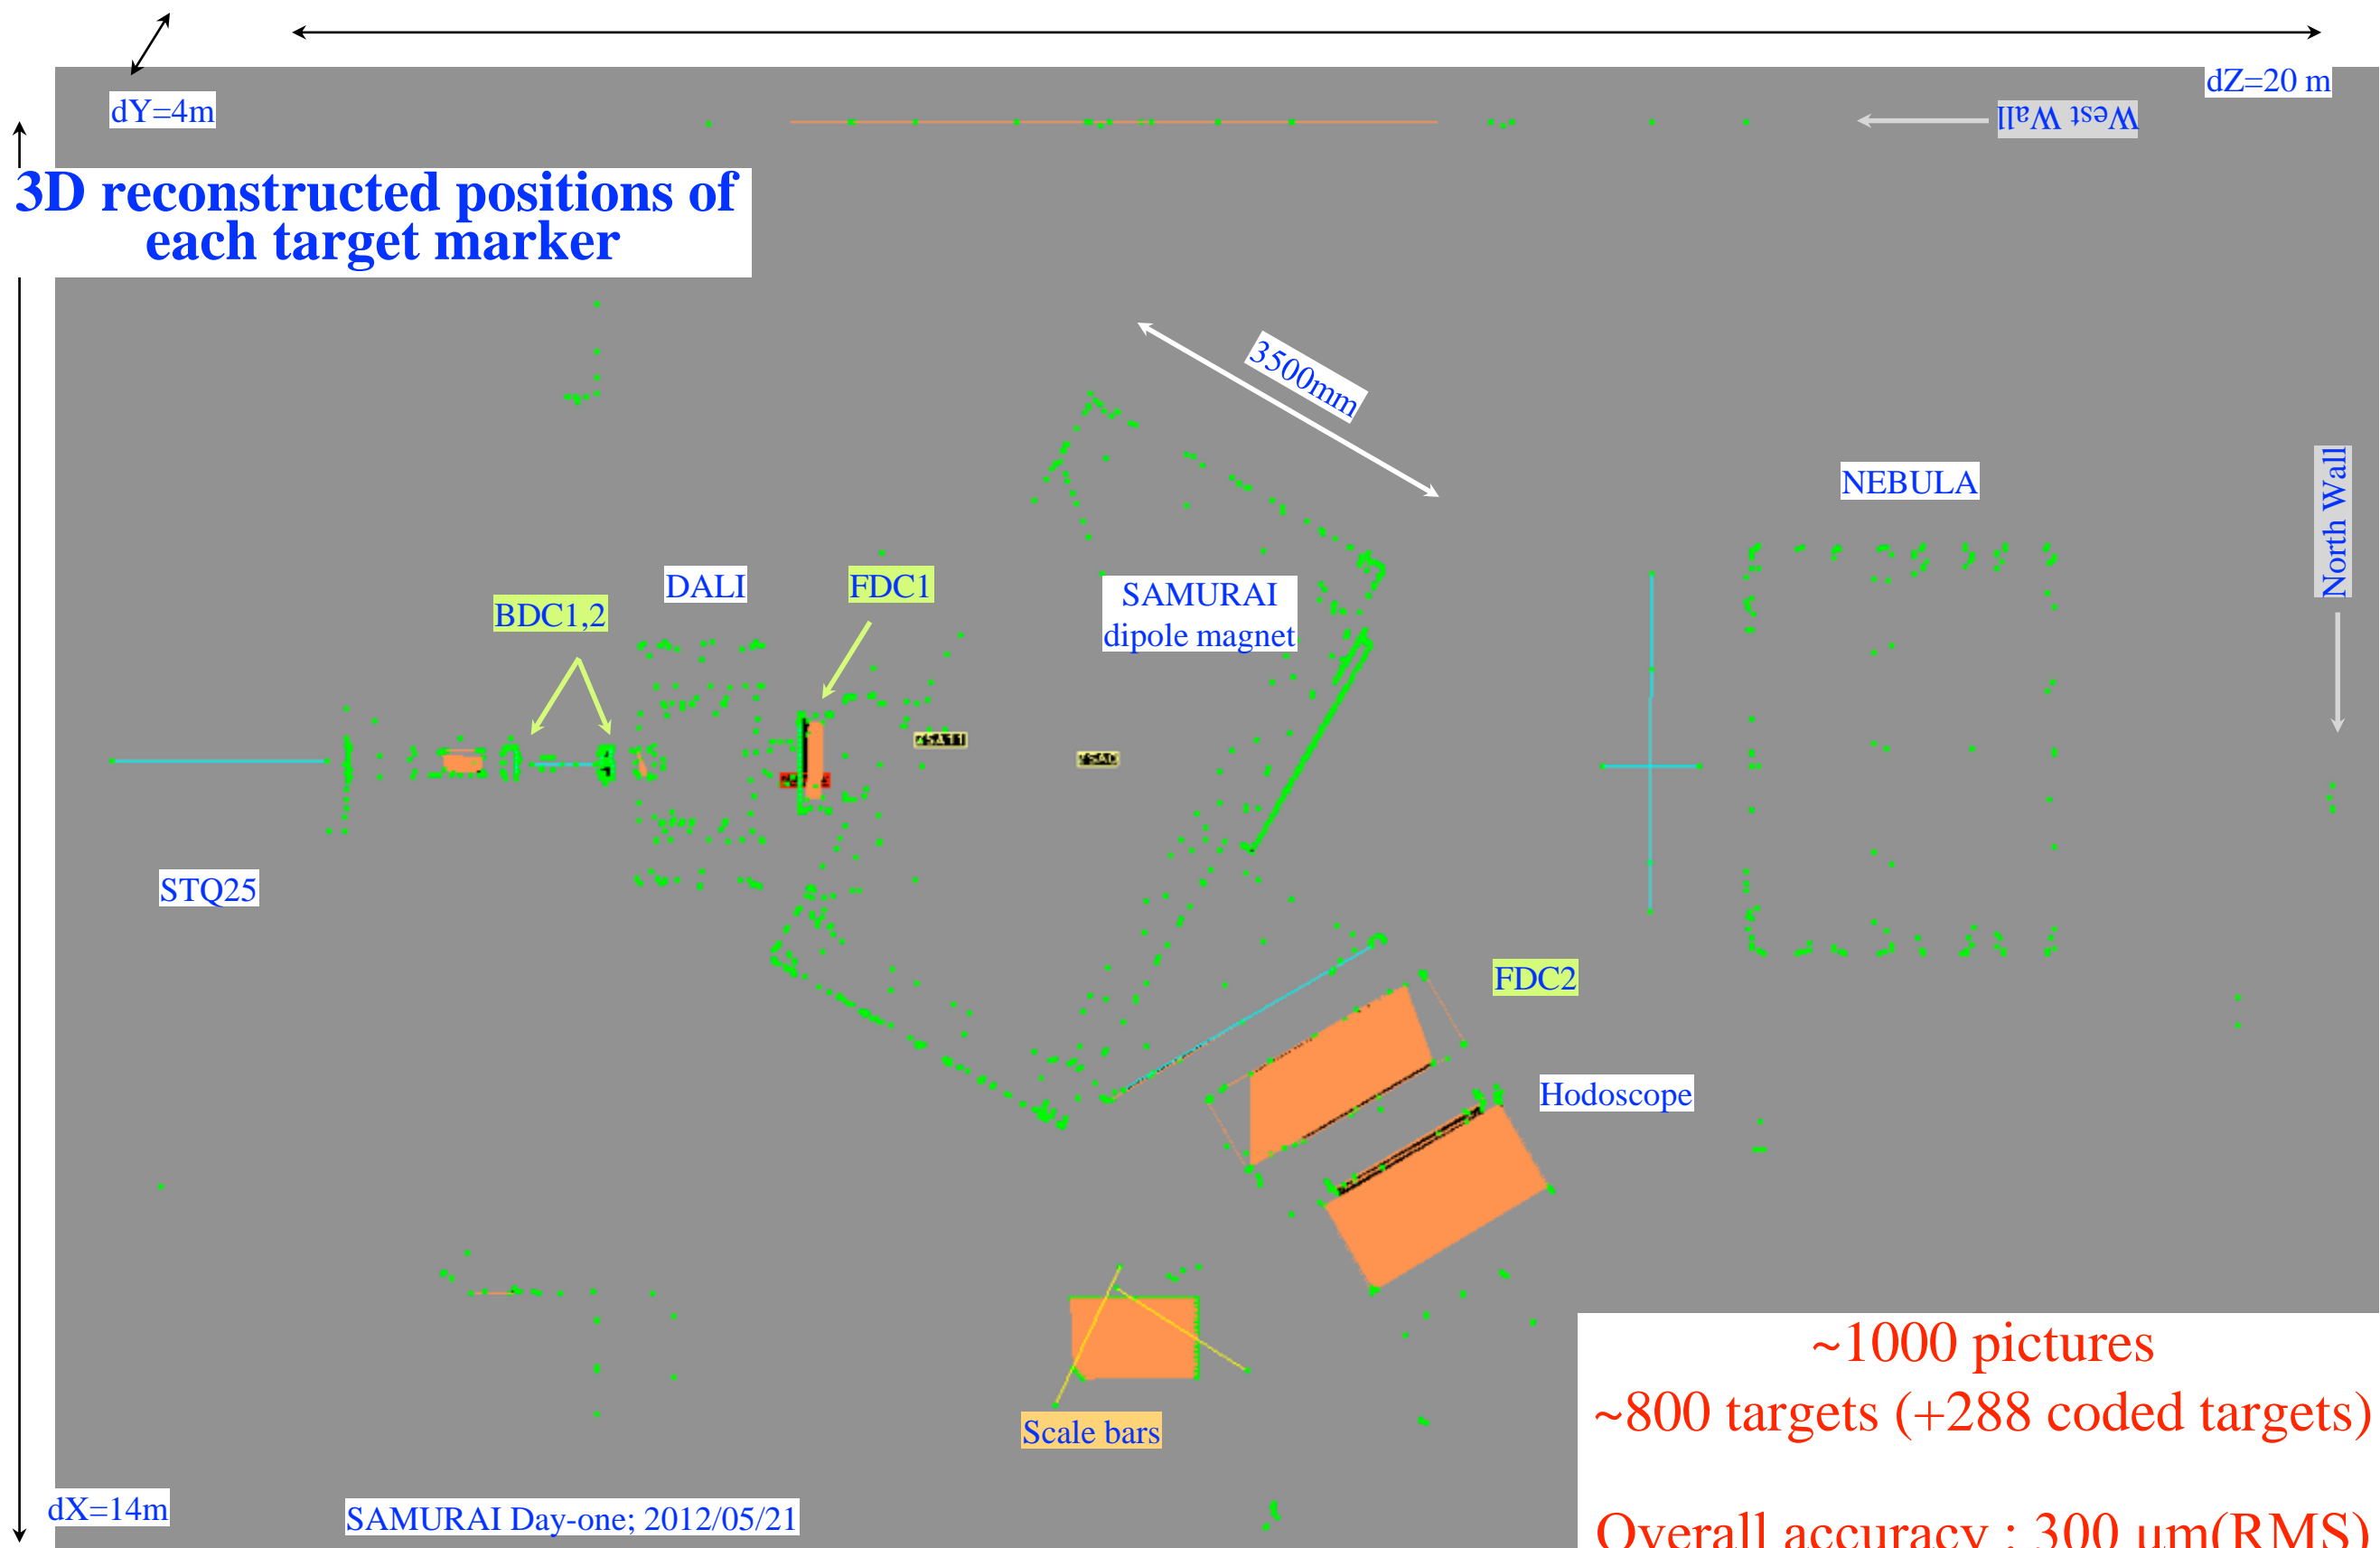 dY=4m
dZ=20 m
West Wall
3D reconstructed positions of
each target marker
3500mm
NEBULA
North Wall
DALI
FDC1
BDC1,2
SAMURAI
dipole magnet
STQ25
FDC2
Hodoscope
Scale bars
~1000 pictures
~800 targets (+288 coded targets)
Overall accuracy : 300 um(RMS)
dX=14m
SAMURAI Day-one; 2012/05/21